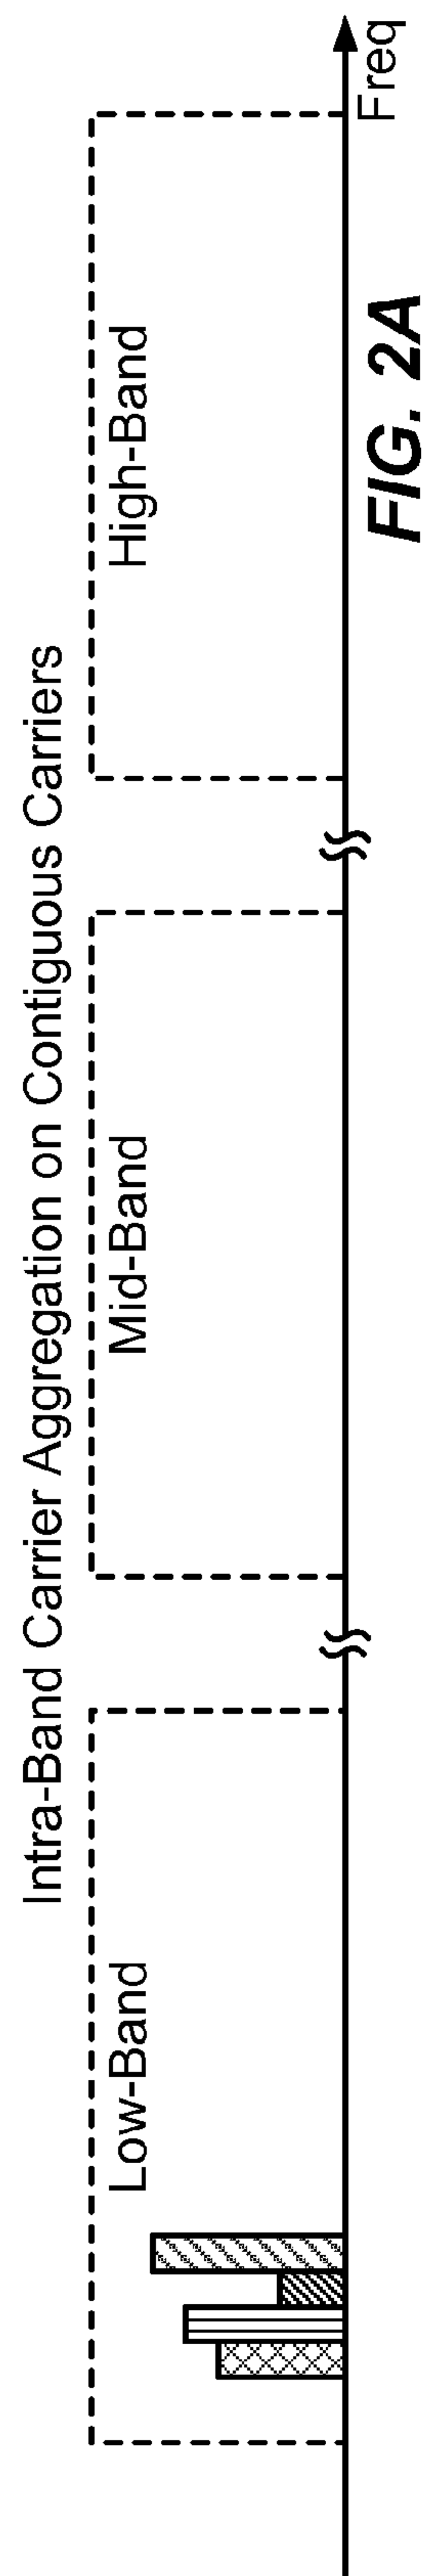 Intra-Band Carrier Aggregation on Contiguous Carriers
Low-Band
Mid-Band
High-Band
Freq
FIG. 2A